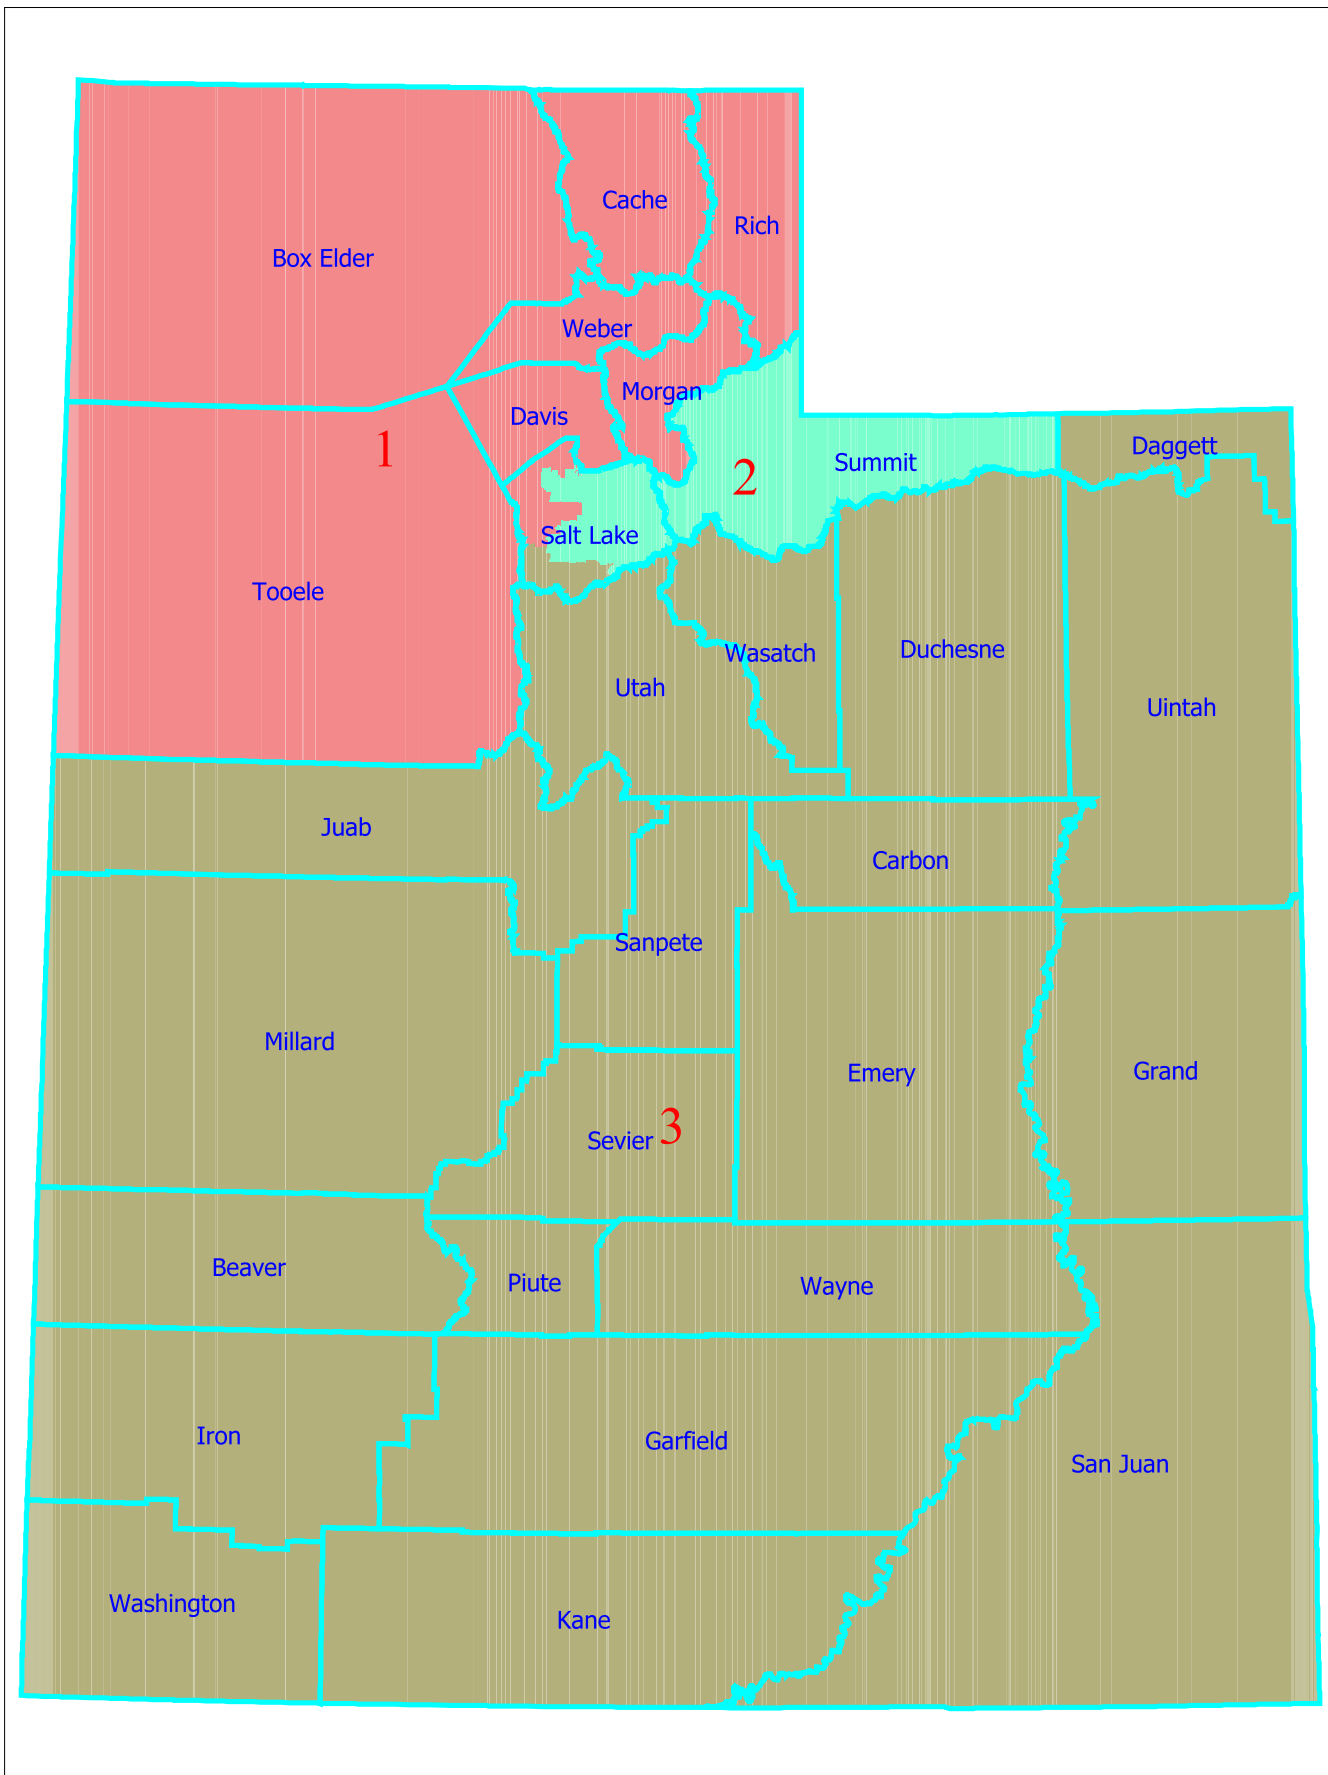 Cache
Rich
Box Elder
Weber
Morgan
Davis
1
Daggett
Summit
2
Salt Lake
Tooele
Wasatch
Duchesne
Utah
Uintah
Juab
Carbon
Sanpete
Millard
Emery
Grand
Sevier
3
Beaver
Piute
Wayne
Iron
Garfield
San Juan
Washington
Kane